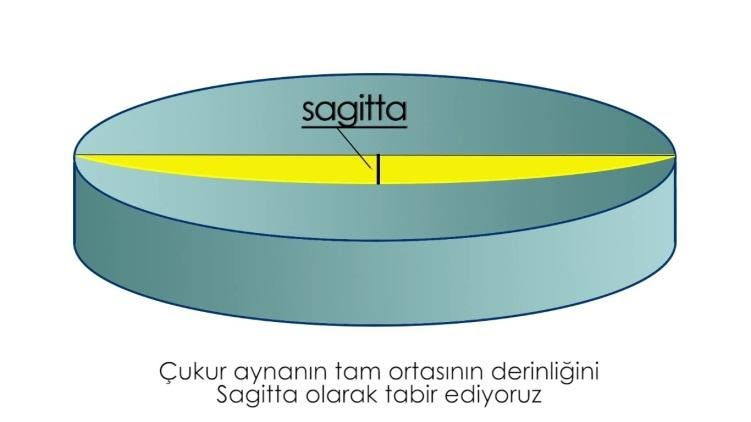 sagitta
Çukur aynanın tam ortasının derinliğini
Sagitta olarak tabir ediyoruz